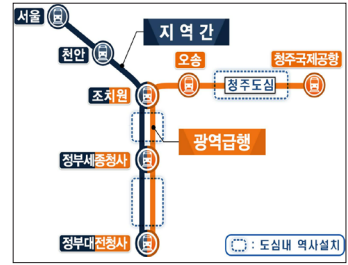 서울
지역간
천안
오송
청주국제공항
조치원
청주도심
광역급행
정부세종청사
정부대전청사
: 도심내 역사설치